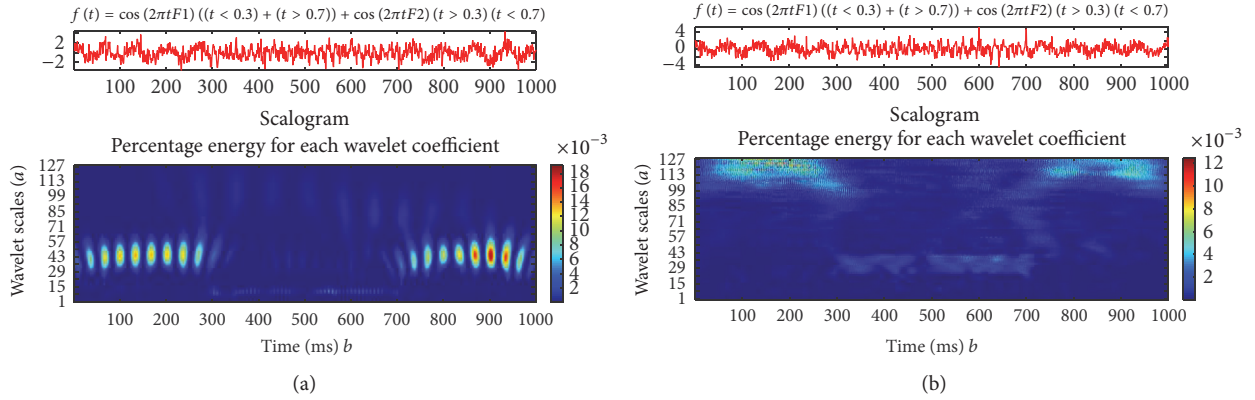 f (t) = cos (2πtF1) ((t < 0.3) + (t > 0.7)) + cos (2πtF2) (t > 0.3) (t < 0.7)
2
−2
100 200 300 400 500 600 700 800 900 1000
Scalogram
Percentage energy for each wavelet coefficient
×10−3
Wavelet scales (a)
127
113
99
85
71
57
43
29
15
1
18
16
14
12
10
8
6
4
2
100 200 300 400 500 600 700 800 900 1000
Time (ms) b
(a)
f (t) = cos (2πtF1) ((t < 0.3) + (t > 0.7)) + cos (2πtF2) (t > 0.3) (t < 0.7)
4
0
−4
100 200 300 400 500 600 700 800 900 1000
Scalogram
Percentage energy for each wavelet coefficient
×10−3
Wavelet scales (a)
127
113
99
85
71
57
43
29
15
1
12
10
8
6
4
2
100 200 300 400 500 600 700 800 900 1000
Time (ms) b
(b)